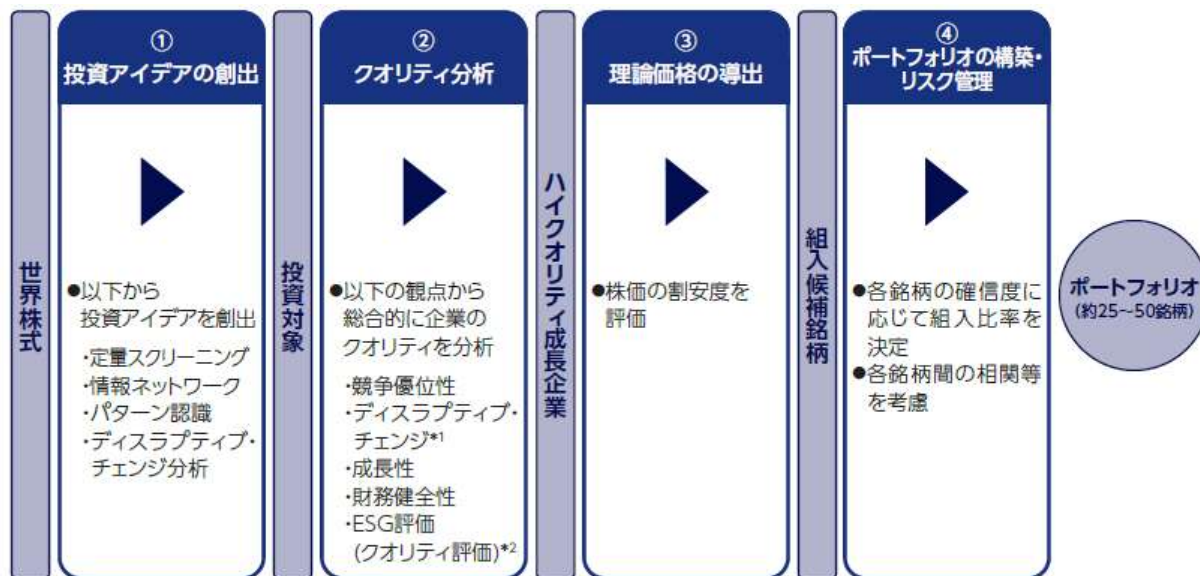 世界株式
①
投資アイデアの創出
●以下から
投資アイデアを創出
・定量スクリーニング
・情報ネットワーク
・パターン認識
・ディスラプティブ・
チェンジ分析
投資対象
②
クオリティ分析
●以下の観点から
総合的に企業の
クオリティを分析
・競争優位性
・ディスラプティブ・
チェンジ*1
・成長性
・財務健全性
・ESG評価
(クオリティ評価)*2
ハイクオリティ成長企業
③
理論価格の導出
●株価の割安度を
評価
組入候補銘柄
④
ポートフォリオの構築・
リスク管理
●各銘柄の確信度に
応じて組入比率を
決定
●各銘柄間の相関等
を考慮
ポートフォリオ
(約25~50銘柄)